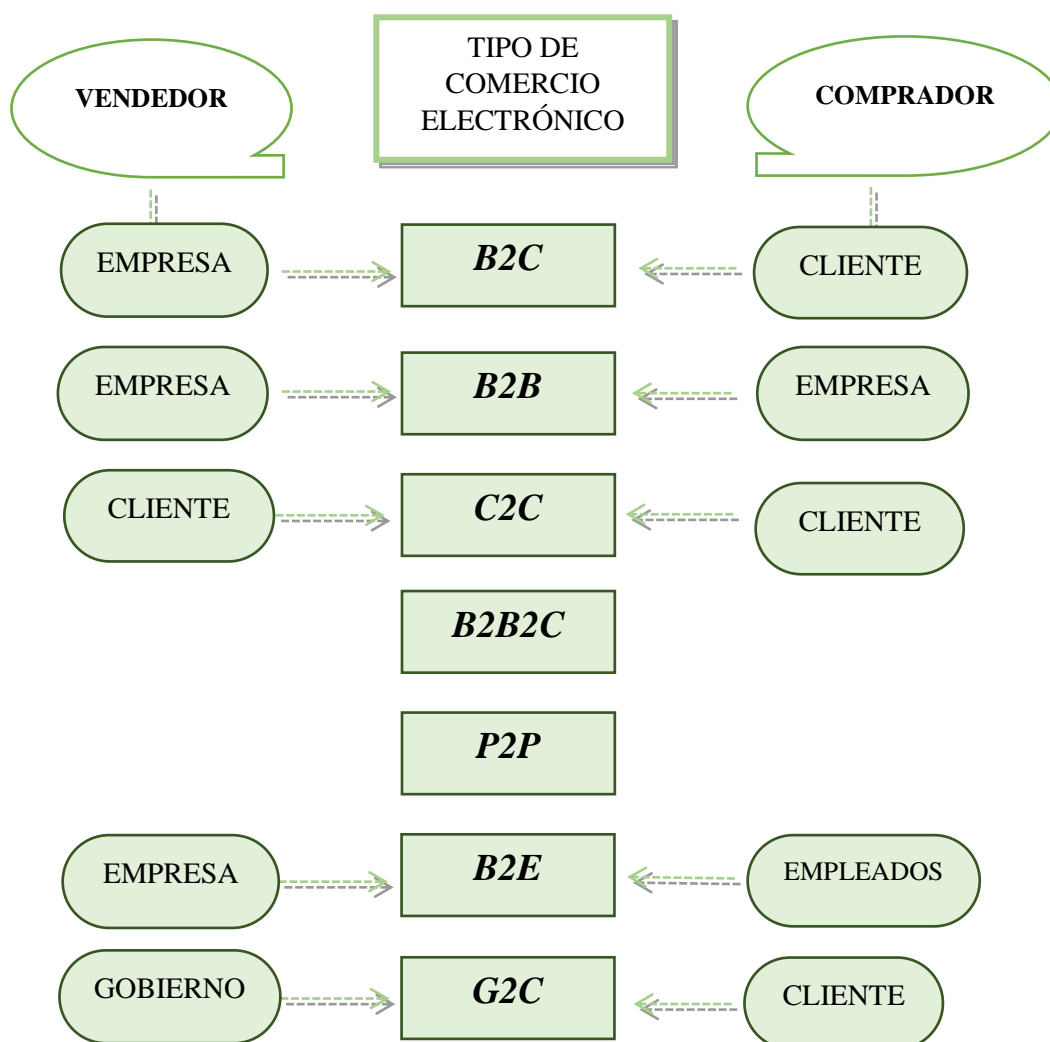 VENDEDOR
TIPO DE
COMERCIO
ELECTRÓNICO
COMPRADOR
EMPRESA
B2C
CLIENTE
EMPRESA
B2B
EMPRESA
CLIENTE
C2C
CLIENTE
B2B2C
P2P
EMPRESA
B2E
EMPLEADOS
GOBIERNO
G2C
CLIENTE